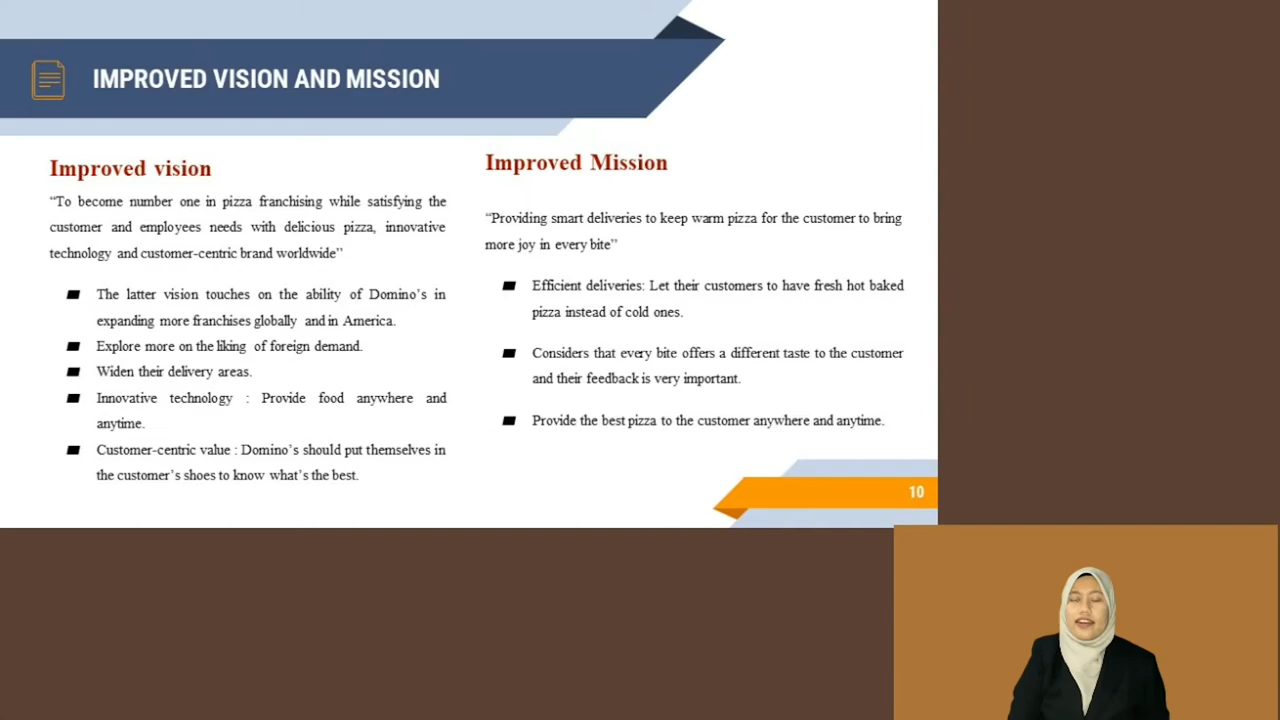 IMPROVED VISION AND MISSION
Improved vision
“To become number one in pizza franchising while satisfying the
customer and employees needs with delicious pizza, innovative
technology and customer-centric brand worldwide”
The latter vision touches on the ability of Domino’s in
expanding more franchises globally and in America.
Explore more on the liking of foreign demand.
Widen their delivery areas.
Innovative technology : Provide food anywhere and
anytime.
Customer-centric value : Domino’s should put themselves in
the customer’s shoes to know what’s the best.
Improved Mission
“Providing smart deliveries to keep warm pizza for the customer to bring
more joy in every bite”
Efficient deliveries: Let their customers to have fresh hot baked
pizza instead of cold ones.
Considers that every bite offers a different taste to the customer
and their feedback is very important.
Provide the best pizza to the customer anywhere and anytime.
10